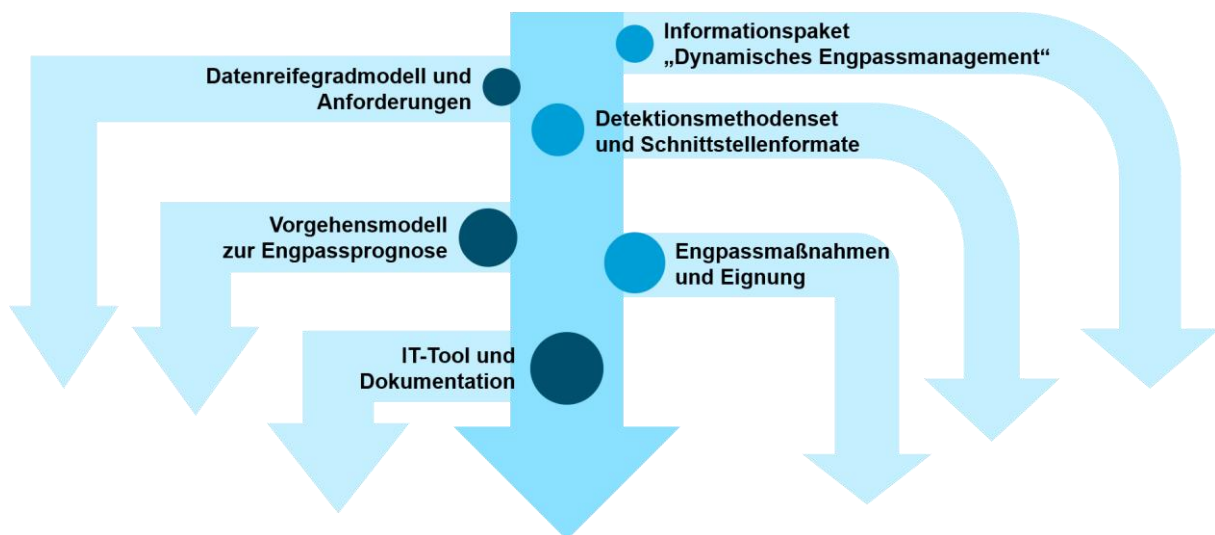 Informationspaket
„Dynamisches Engpassmanagement“
Datenreifegradmodell und
Anforderungen
Detektionsmethodenset
und Schnittstellenformate
Vorgehensmodell
zur Engpassprognose
Engpassmaßnahmen
und Eignung
IT-Tool und
Dokumentation